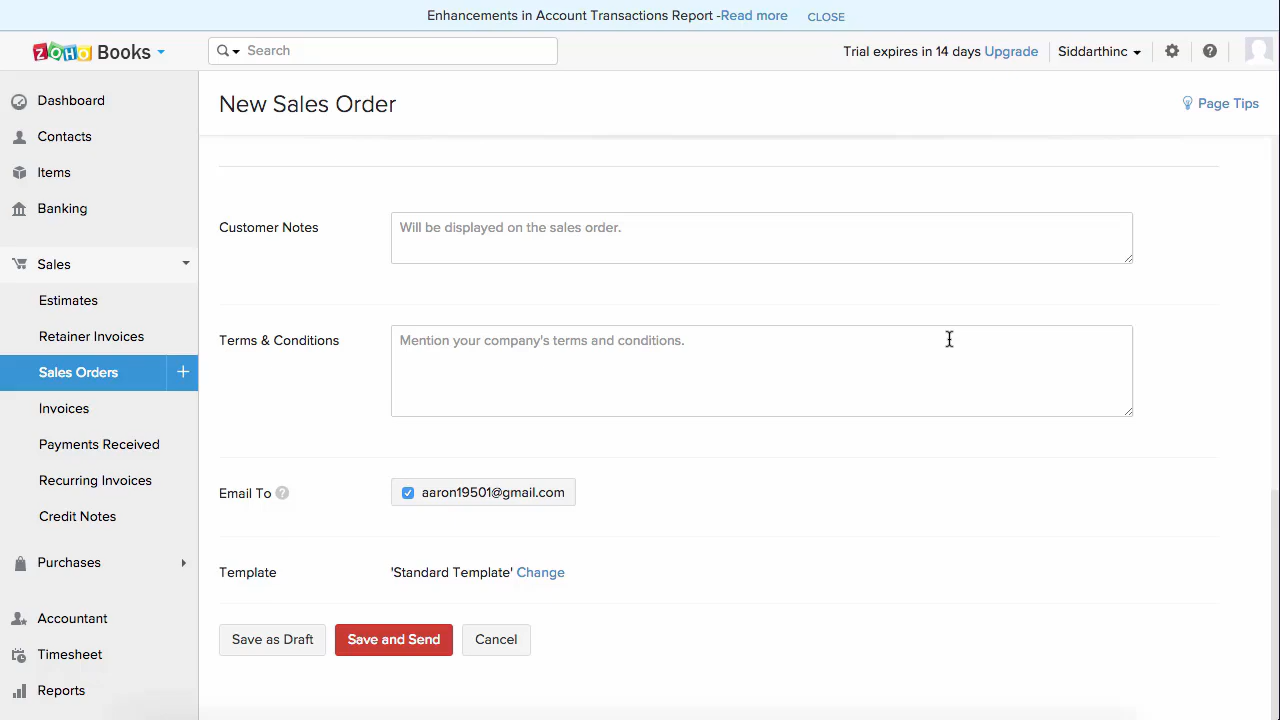 Enhancements in Account Transactions Report -Read more CLOSE
ZOHO Books
Search
Trial expires in 14 days Upgrade
Siddarthinc
Dashboard
Contacts
Items
Banking
Sales
Estimates
Retainer Invoices
Sales Orders +
Invoices
Payments Received
Recurring Invoices
Credit Notes
Purchases
Accountant
Timesheet
Reports
New Sales Order
Page Tips
Customer Notes
Will be displayed on the sales order.
Terms & Conditions
Mention your company's terms and conditions.
Email To ?
aaron19501@gmail.com
Template
'Standard Template' Change
Save as Draft
Save and Send
Cancel